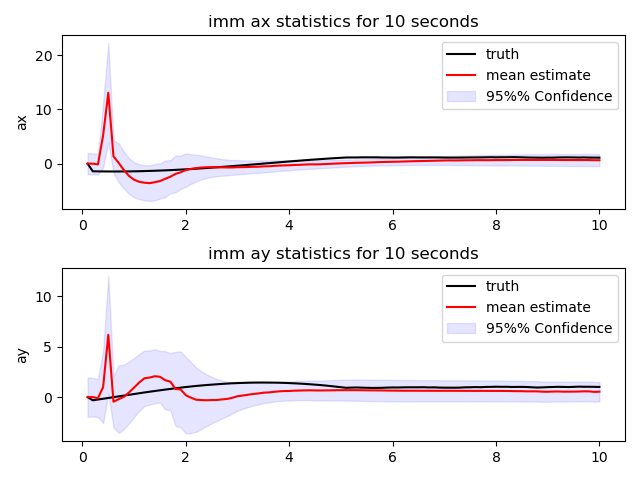 imm ax statistics for 10 seconds
truth
mean estimate
95%% Confidence
ax
20
10
0
0 2 4 6 8 10
imm ay statistics for 10 seconds
truth
mean estimate
95%% Confidence
ay
10
5
0
0 2 4 6 8 10